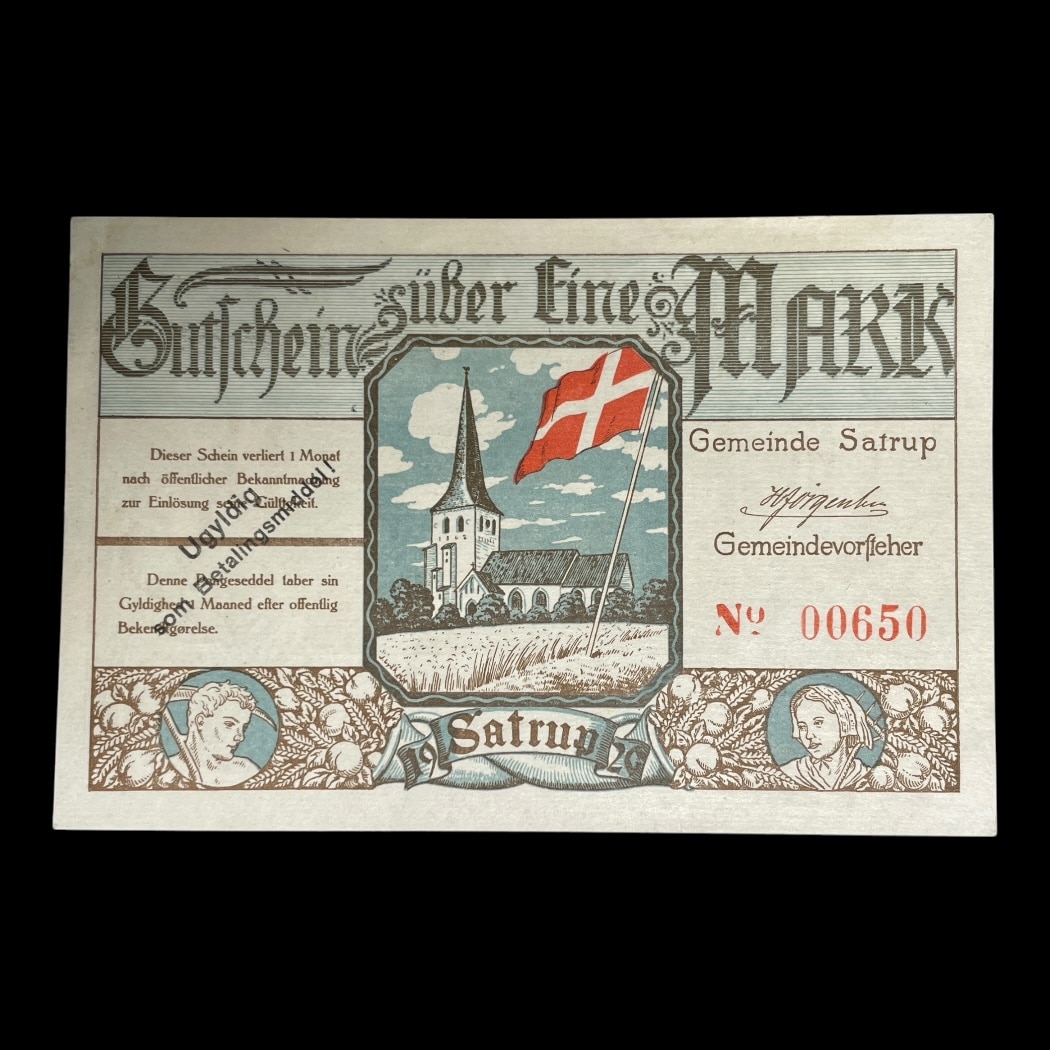 Gutschein über Eine Mark
Dieser Schein verliert 1 Monat
nach öffentlicher Bekanntmachung
zur Einlösung seine Gültigkeit.
Denne Pengeseddel taber sin
Gyldighed 1 Maaned efter offentlig
Bekendtgørelse.
Ugyldig
som Betalingsmiddel!
Gemeinde Satrup
HJörgensen
Gemeindevorsteher
No 00650
19 Satrup 20